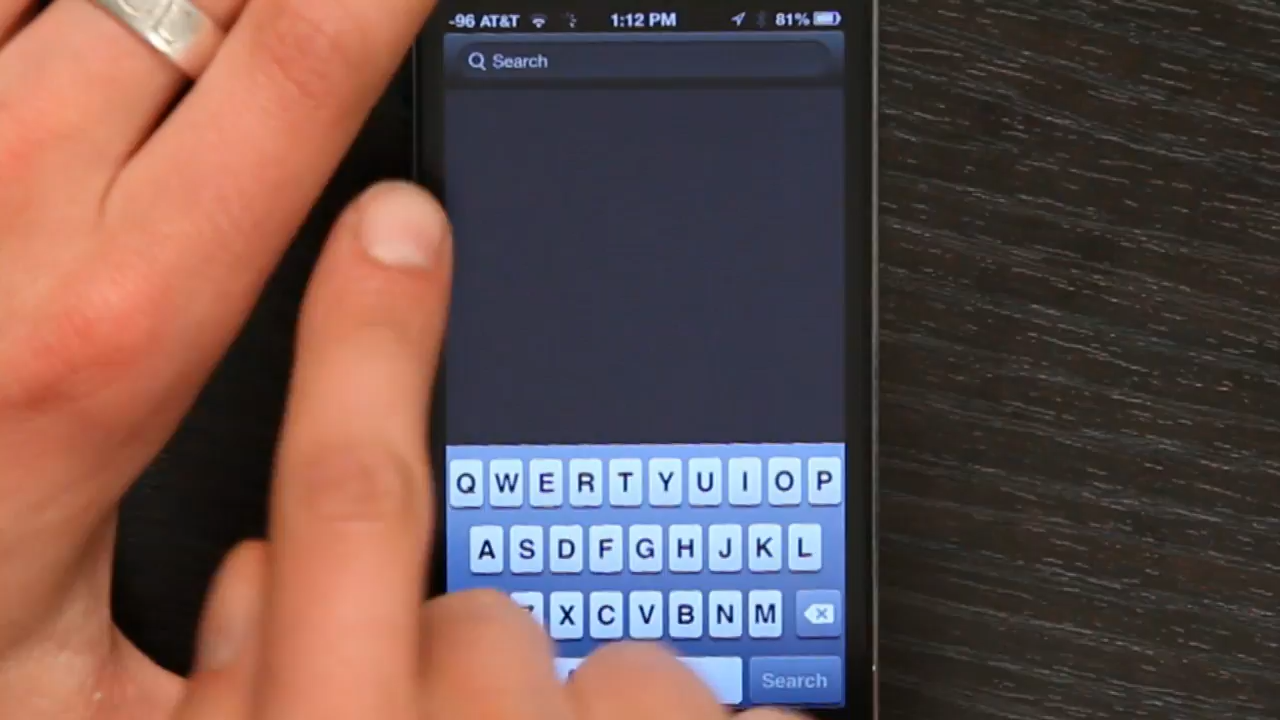 -96 AT&T 1:12 PM 81%
Search
Q W E R T Y U I O P
A S D F G H J K L
X C V B N M
Search